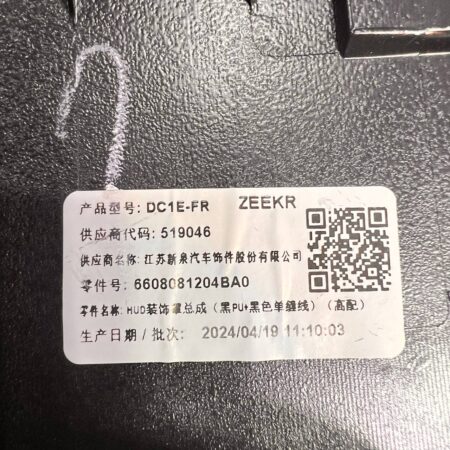 产品型号: DC1E-FR ZEEKR
供应商代码: 519046
供应商名称: 江苏新泉汽车饰件股份有限公司
零件号: 6608081204BA0
零件名称: HUD装饰罩总成（黑PU+黑色单缝线）（高配）
生产日期 / 批次: 2024/04/19 11:10:03